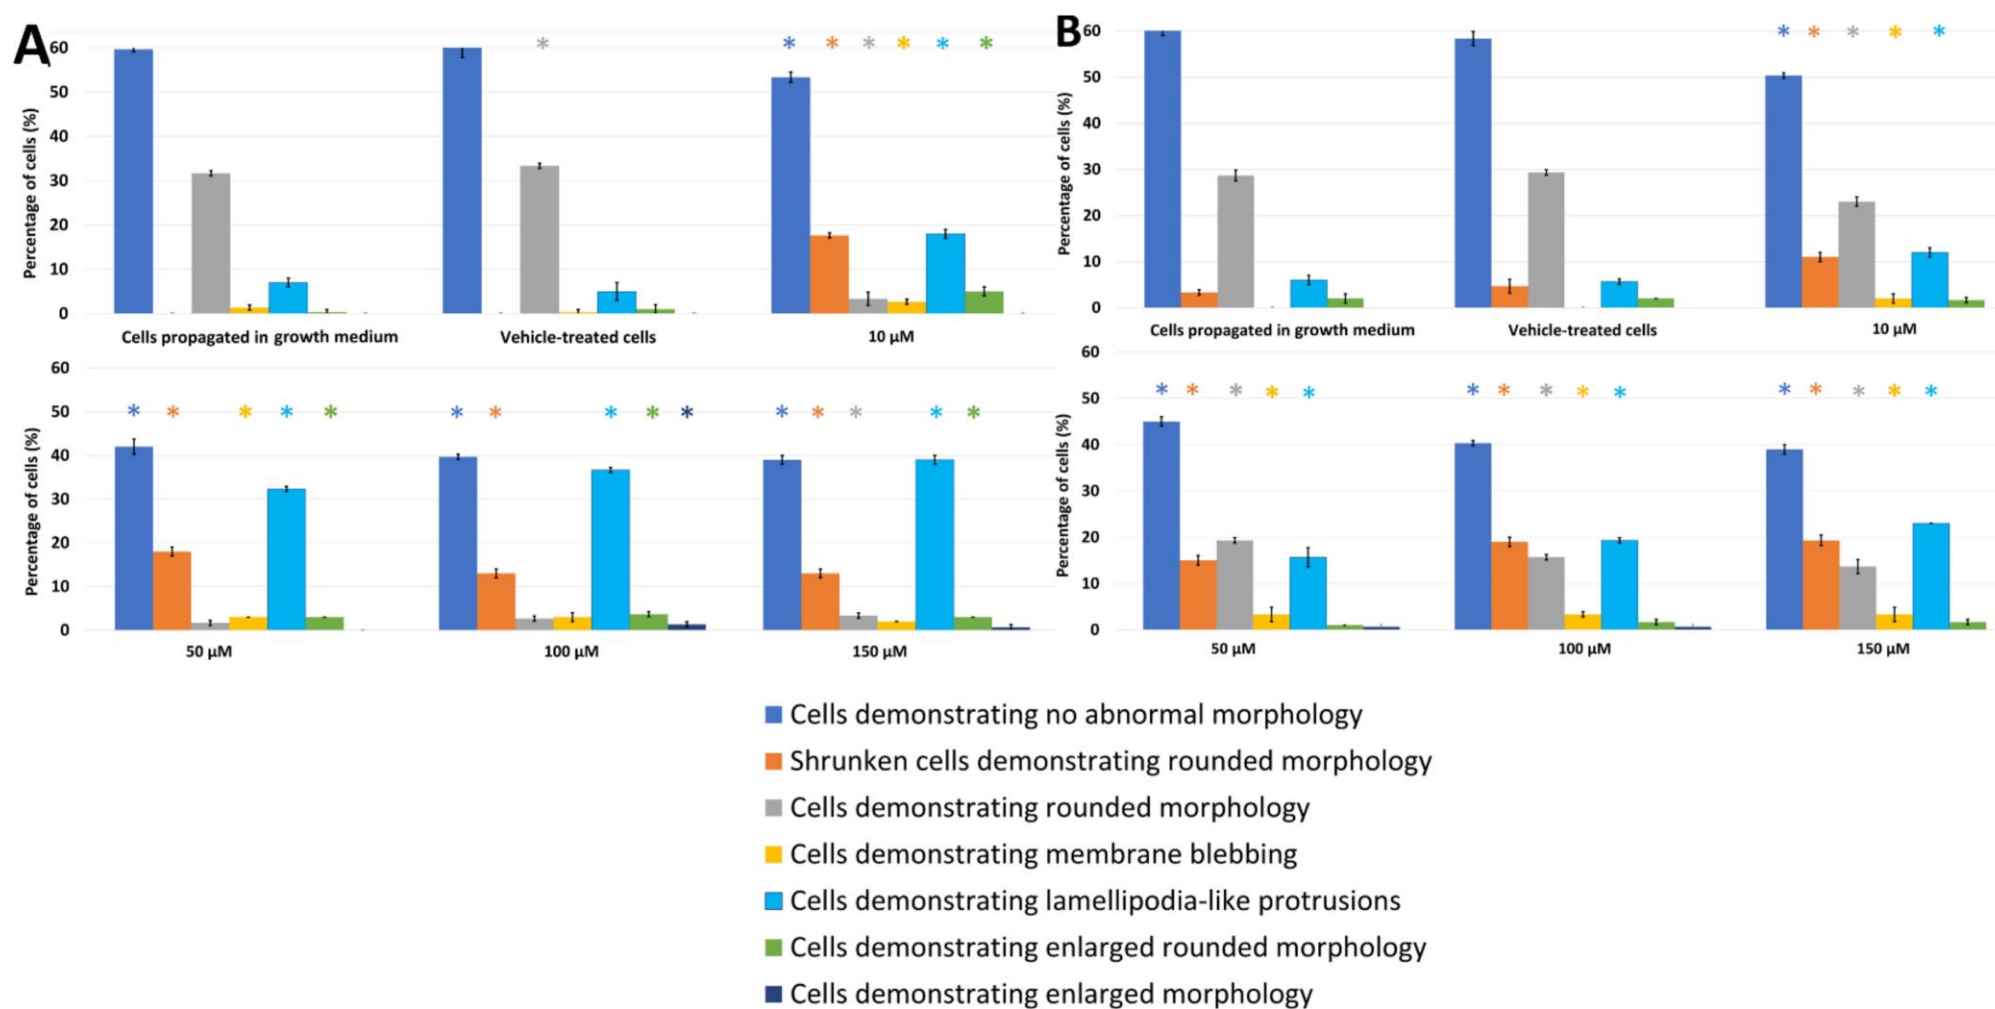 A
B
Percentage of cells (%)
60
50
40
30
20
10
0
* * * * * * *
Cells propagated in growth medium
Vehicle-treated cells
10 µM
Percentage of cells (%)
60
50
40
30
20
10
0
* * * * *
Cells propagated in growth medium
Vehicle-treated cells
10 µM
Percentage of cells (%)
60
50
40
30
20
10
0
* * * * * * * * * * * * * * * *
50 µM
100 µM
150 µM
Percentage of cells (%)
60
50
40
30
20
10
0
* * * * * * * * * * * * * * *
50 µM
100 µM
150 µM
Cells demonstrating no abnormal morphology
Shrunken cells demonstrating rounded morphology
Cells demonstrating rounded morphology
Cells demonstrating membrane blebbing
Cells demonstrating lamellipodia-like protrusions
Cells demonstrating enlarged rounded morphology
Cells demonstrating enlarged morphology